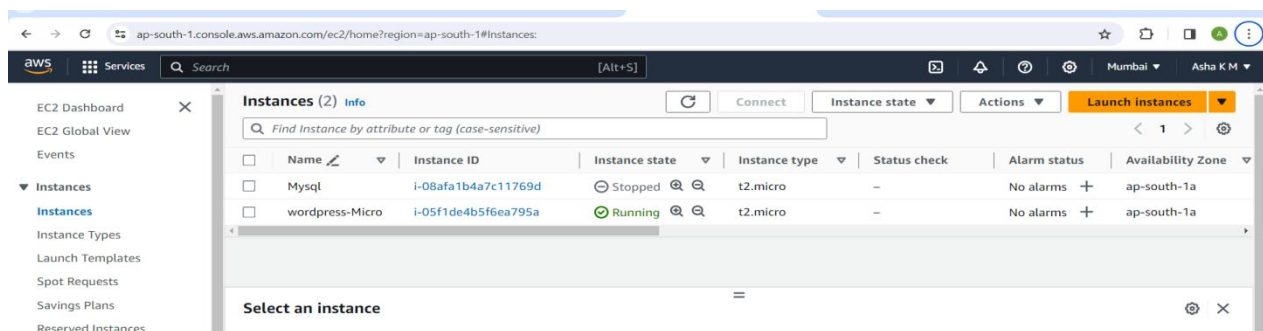 ap-south-1.console.aws.amazon.com/ec2/home?region=ap-south-1#Instances:
A
aws Services Search [Alt+S] Mumbai ▼ Asha K M ▼
EC2 Dashboard
EC2 Global View
Events
▼ Instances
Instances
Instance Types
Launch Templates
Spot Requests
Savings Plans
Reserved Instances
Instances (2) Info Connect Instance state ▼ Actions ▼ Launch instances ▼
Find Instance by attribute or tag (case-sensitive) < 1 >
Name Instance ID Instance state Instance type Status check Alarm status Availability Zone
Mysql i-08afa1b4a7c11769d Stopped t2.micro – No alarms + ap-south-1a
wordpress-Micro i-05f1de4b5f6ea795a Running t2.micro – No alarms + ap-south-1a
Select an instance